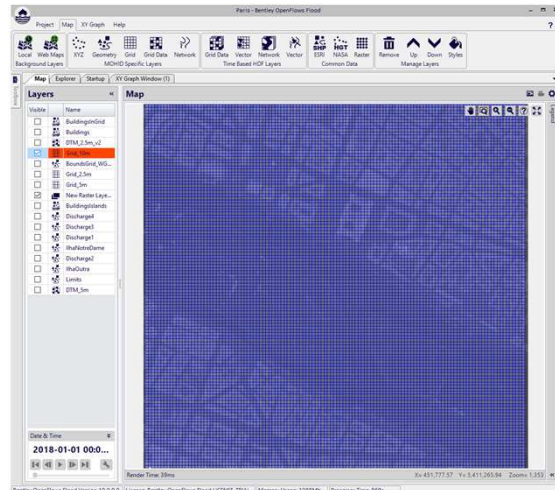 Paris - Bentley OpenFlows Flood
Project Map XY Graph Help
Local Web Maps XYZ Geometry Grid Grid Data Network Grid Data Vector Network Vector ESRI NASA Raster Remove Up Down Styles
Background Layers MOHID Specific Layers Time Based HDF Layers Common Data Manage Layers
Map Explorer Startup XY Graph Window (1)
Layers
Map
Visible Name
BuildingsInGrid
Buildings
DTM_2.5m_v2
Grid_10m
BoundsGrid_WG...
Grid_2.5m
Grid_5m
New Raster Laye...
BuildingsIslands
Discharge4
Discharge3
Discharge1
IlhaNotreDame
Discharge2
IlhaOutra
Limits
DTM_5m
Legend
Date & Time
2018-01-01 00:0...
Render Time: 39ms
X= 451,777.57 Y= 5,411,265.94 Zoom= 1:353